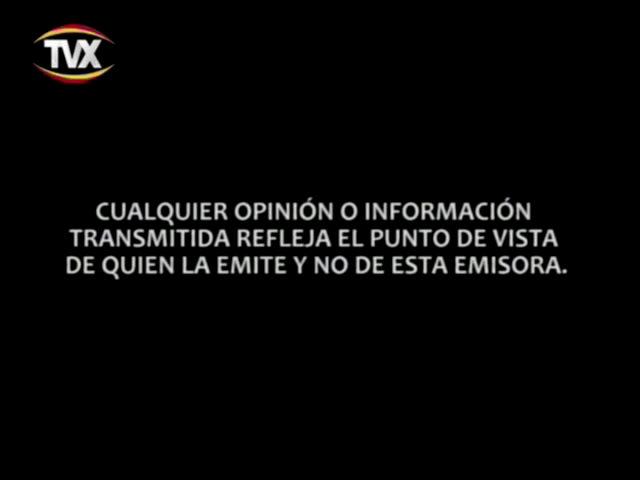 TVX
CUALQUIER OPINIÓN O INFORMACIÓN
TRANSMITIDA REFLEJA EL PUNTO DE VISTA
DE QUIEN LA EMITE Y NO DE ESTA EMISORA.